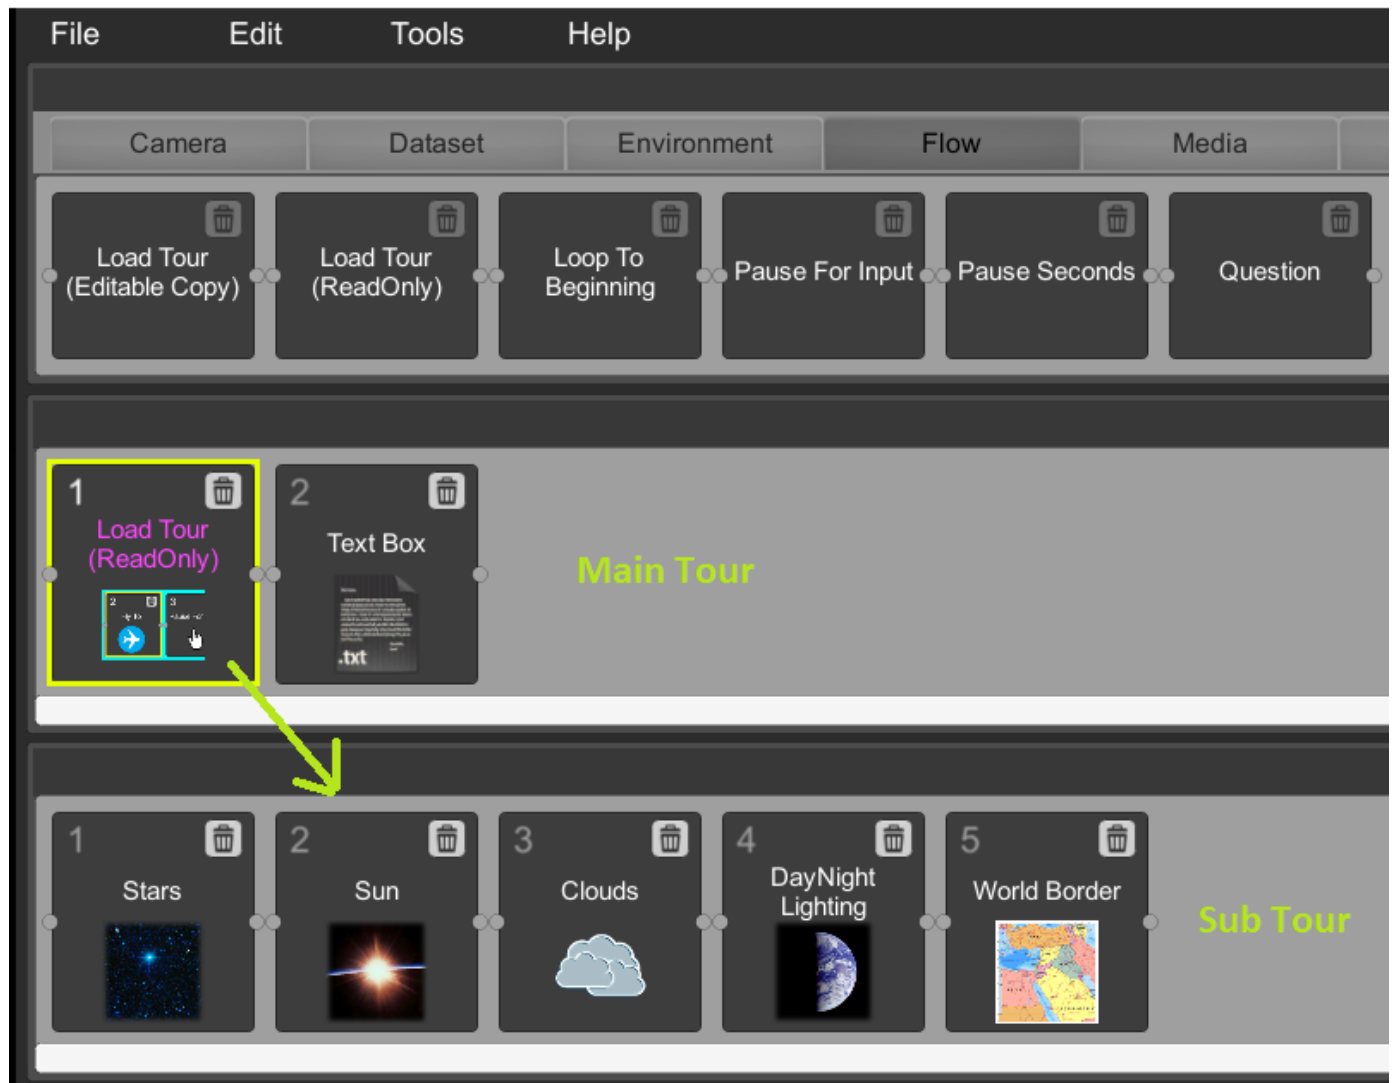 File Edit Tools Help
Camera Dataset Environment Flow Media
Load Tour
(Editable Copy)
Load Tour
(ReadOnly)
Loop To
Beginning
Pause For Input
Pause Seconds
Question
1
Load Tour
(ReadOnly)
2
3
2
Text Box
.txt
Main Tour
1
Stars
2
Sun
3
Clouds
4
DayNight
Lighting
5
World Border
Sub Tour